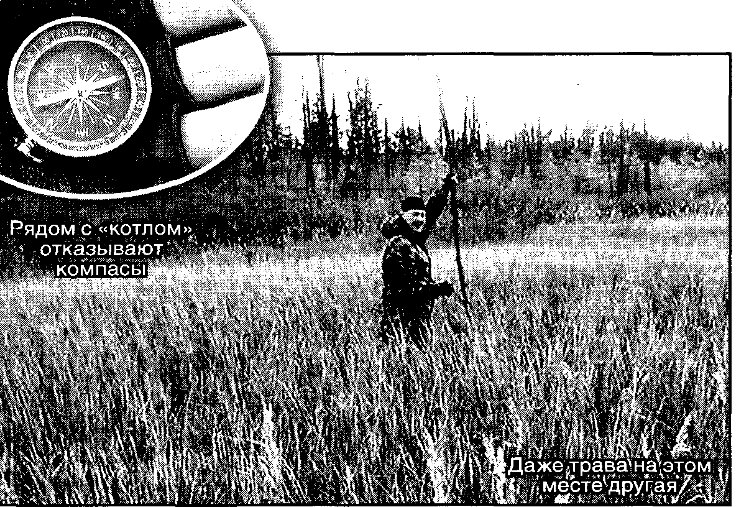 Рядом с «котлом»
отказывают
компасы
Даже трава на этом
месте другая